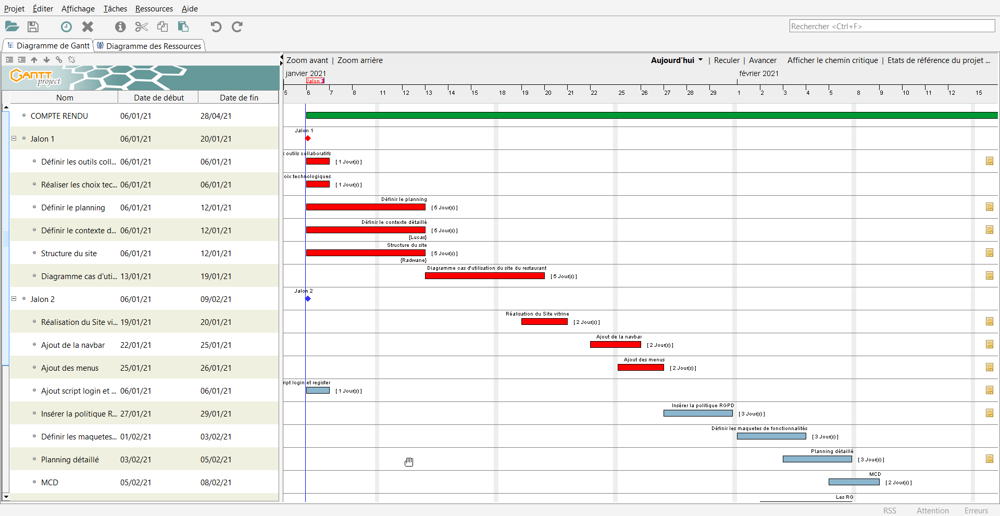 Projet Éditer Affichage Tâches Ressources Aide
Rechercher <Ctrl+F>
Diagramme de Gantt Diagramme des Ressources
Zoom avant | Zoom arrière Aujourd'hui | Reculer | Avancer Afficher le chemin critique | Etats de référence du projet ...
GANTT project
janvier 2021 février 2021
Jalon
5 6 7 8 11 12 13 14 15 18 19 20 21 22 25 26 27 28 29 1 2 3 4 5 8 9 10 11 12 15
Nom Date de début Date de fin
COMPTE RENDU 06/01/21 28/04/21
Jalon 1 06/01/21 20/01/21
Jalon 1
Définir les outils coll... 06/01/21 06/01/21
s outils collaboratifs
[ 1 Jour(s) ]
Réaliser les choix tec... 06/01/21 06/01/21
oix technologiques
[ 1 Jour(s) ]
Définir le planning 06/01/21 12/01/21
Définir le planning
[ 5 Jour(s) ]
Définir le contexte d... 06/01/21 12/01/21
Définir le contexte détaillé
[ 5 Jour(s) ]
{Lucas}
Structure du site 06/01/21 12/01/21
Structure du site
[ 5 Jour(s) ]
{Radwane}
Diagramme cas d'uti... 13/01/21 19/01/21
Diagramme cas d'utilisation du site du restaurant
[ 5 Jour(s) ]
Jalon 2 06/01/21 09/02/21
Jalon 2
Réalisation du Site vi... 19/01/21 20/01/21
Réalisation du Site vitrine
[ 2 Jour(s) ]
Ajout de la navbar 22/01/21 25/01/21
Ajout de la navbar
[ 2 Jour(s) ]
Ajout des menus 25/01/21 26/01/21
Ajout des menus
[ 2 Jour(s) ]
Ajout script login et ... 06/01/21 06/01/21
ript login et register
[ 1 Jour(s) ]
Insérer la politique R... 27/01/21 29/01/21
Insérer la politique RGPD
[ 3 Jour(s) ]
Définir les maquetes... 01/02/21 03/02/21
Définir les maquetes de fonctionnalités
[ 3 Jour(s) ]
Planning détaillé 03/02/21 05/02/21
Planning détaillé
[ 3 Jour(s) ]
MCD 05/02/21 08/02/21
MCD
[ 2 Jour(s) ]
Les RG
RSS Attention Erreurs